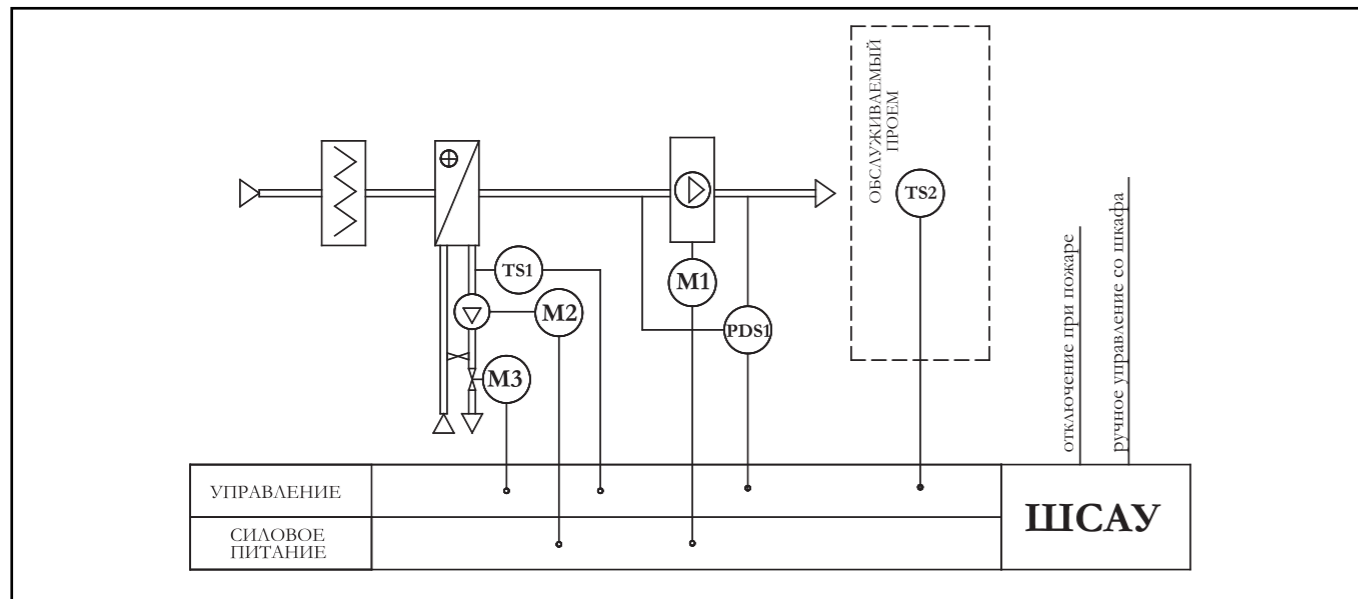 ОБСЛУЖИВАЕМЫЙ
ПРОЕМ
TS2
TS1
M1
M2
PDS1
M3
отключение при пожаре
ручное управление со шкафа
УПРАВЛЕНИЕ
СИЛОВОЕ
ПИТАНИЕ
ШСАУ